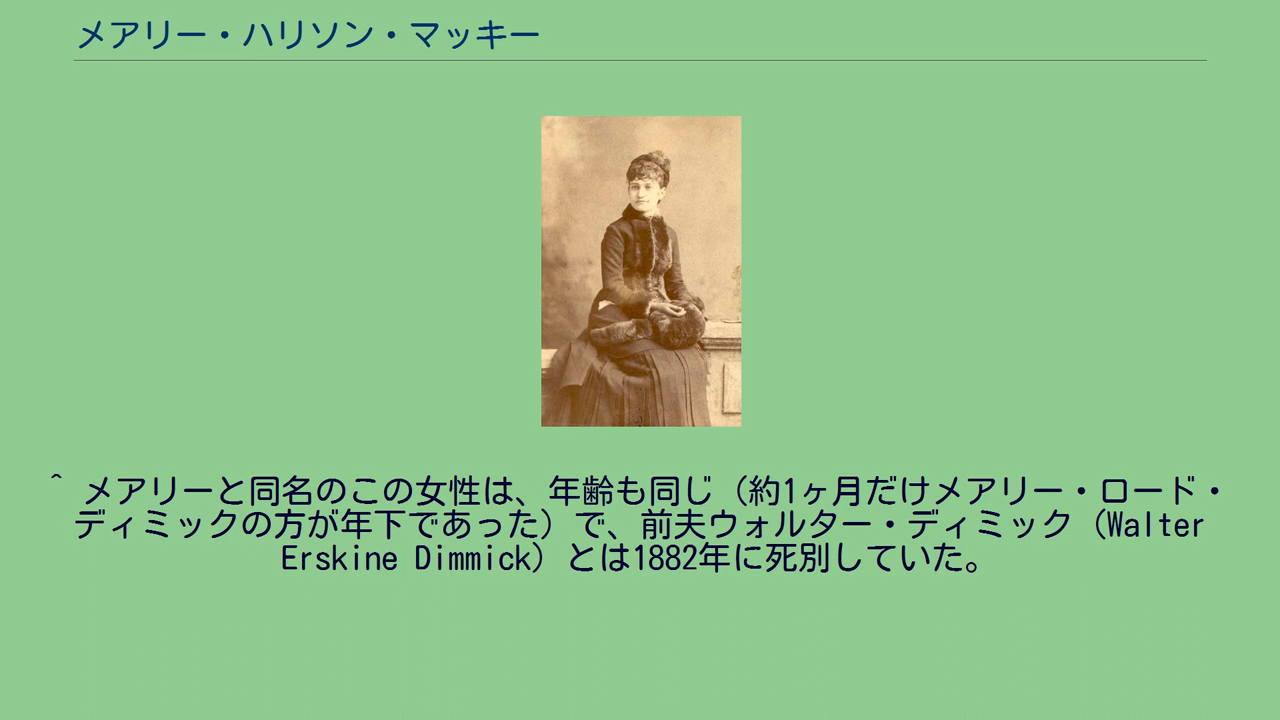 メアリー・ハリソン・マッキー
^ メアリーと同名のこの女性は、年齢も同じ（約1ヶ月だけメアリー・ロード・
ディミックの方が年下であった）で、前夫ウォルター・ディミック（Walter
Erskine Dimmick）とは1882年に死別していた。